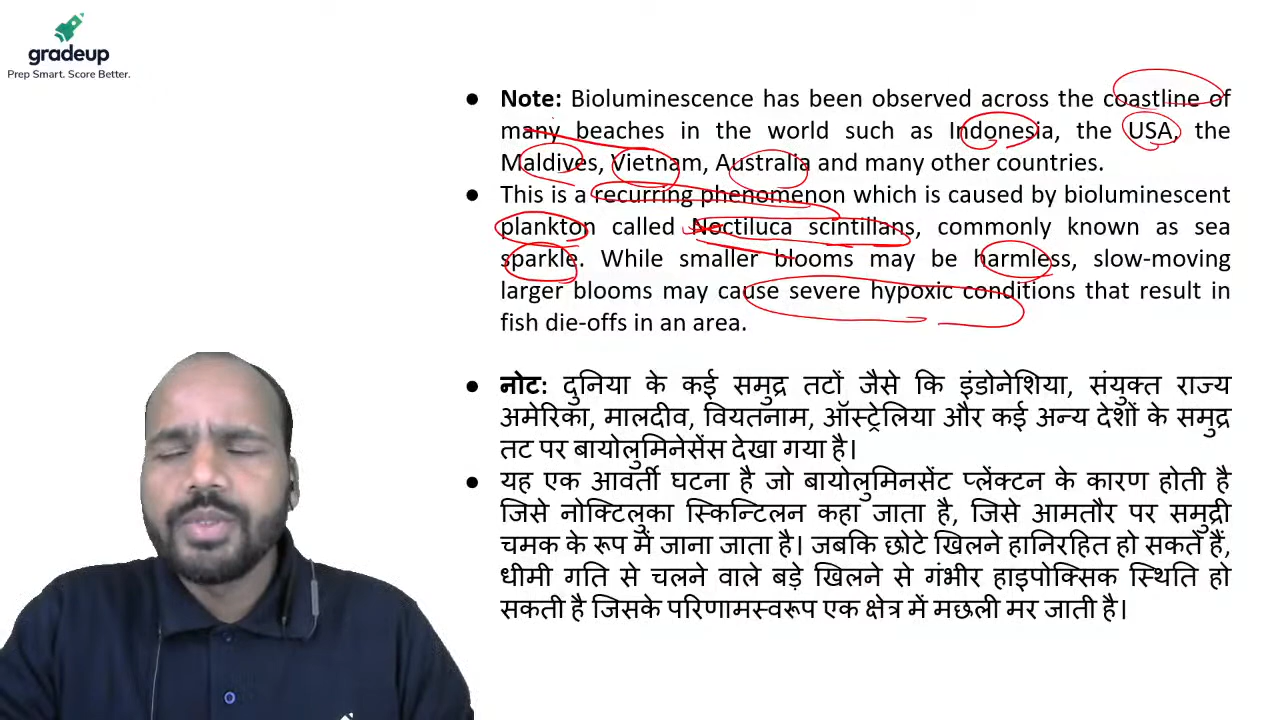 gradeup
Prep Smart. Score Better.
● Note: Bioluminescence has been observed across the coastline of
many beaches in the world such as Indonesia, the USA, the
Maldives, Vietnam, Australia and many other countries.
● This is a recurring phenomenon which is caused by bioluminescent
plankton called Noctiluca scintillans, commonly known as sea
sparkle. While smaller blooms may be harmless, slow-moving
larger blooms may cause severe hypoxic conditions that result in
fish die-offs in an area.
● नोट: दुनिया के कई समुद्र तटों जैसे कि इंडोनेशिया, संयुक्त राज्य
अमेरिका, मालदीव, वियतनाम, ऑस्ट्रेलिया और कई अन्य देशों के समुद्र
तट पर बायोलुमिनेसेंस देखा गया है।
● यह एक आवर्ती घटना है जो बायोलुमिनसेंट प्लेंक्टन के कारण होती है
जिसे नोक्टिलुका स्किन्टिलन कहा जाता है, जिसे आमतौर पर समुद्री
चमक के रूप में जाना जाता है। जबकि छोटे खिलने हानिरहित हो सकते हैं,
धीमी गति से चलने वाले बड़े खिलने से गंभीर हाइपोक्सिक स्थिति हो
सकती है जिसके परिणामस्वरूप एक क्षेत्र में मछली मर जाती है।